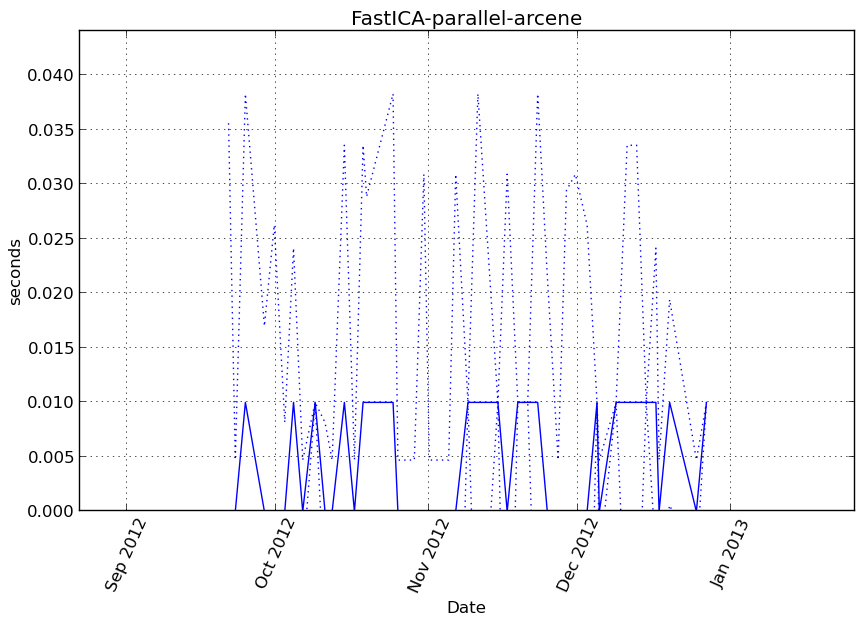 FastICA-parallel-arcene
0.040
0.035
0.030
0.025
0.020
0.015
0.010
0.005
0.000
seconds
Sep 2012
Oct 2012
Nov 2012
Dec 2012
Jan 2013
Date